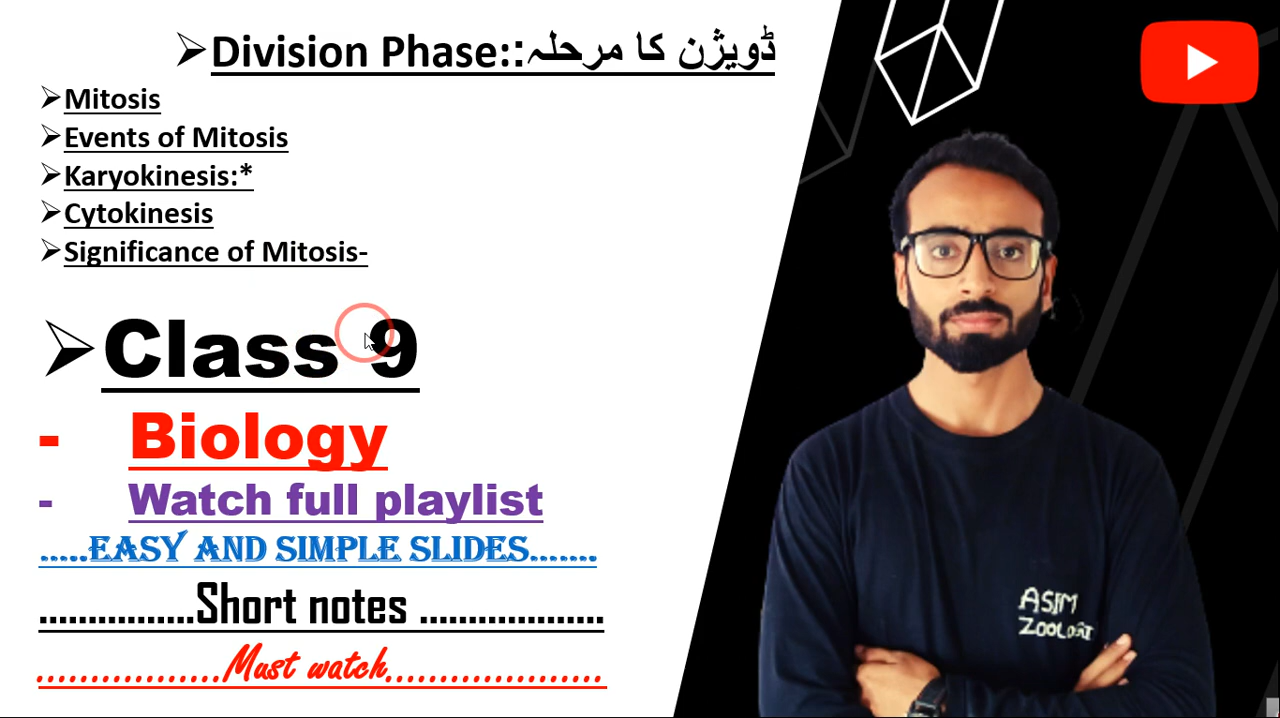 Division Phase::ڈویژن کا مرحلہ
Mitosis
Events of Mitosis
Karyokinesis:*
Cytokinesis
Significance of Mitosis-
Class 9
- Biology
- Watch full playlist
.....EASY AND SIMPLE SLIDES.......
................Short notes ...................
.................Must watch....................
ASIM